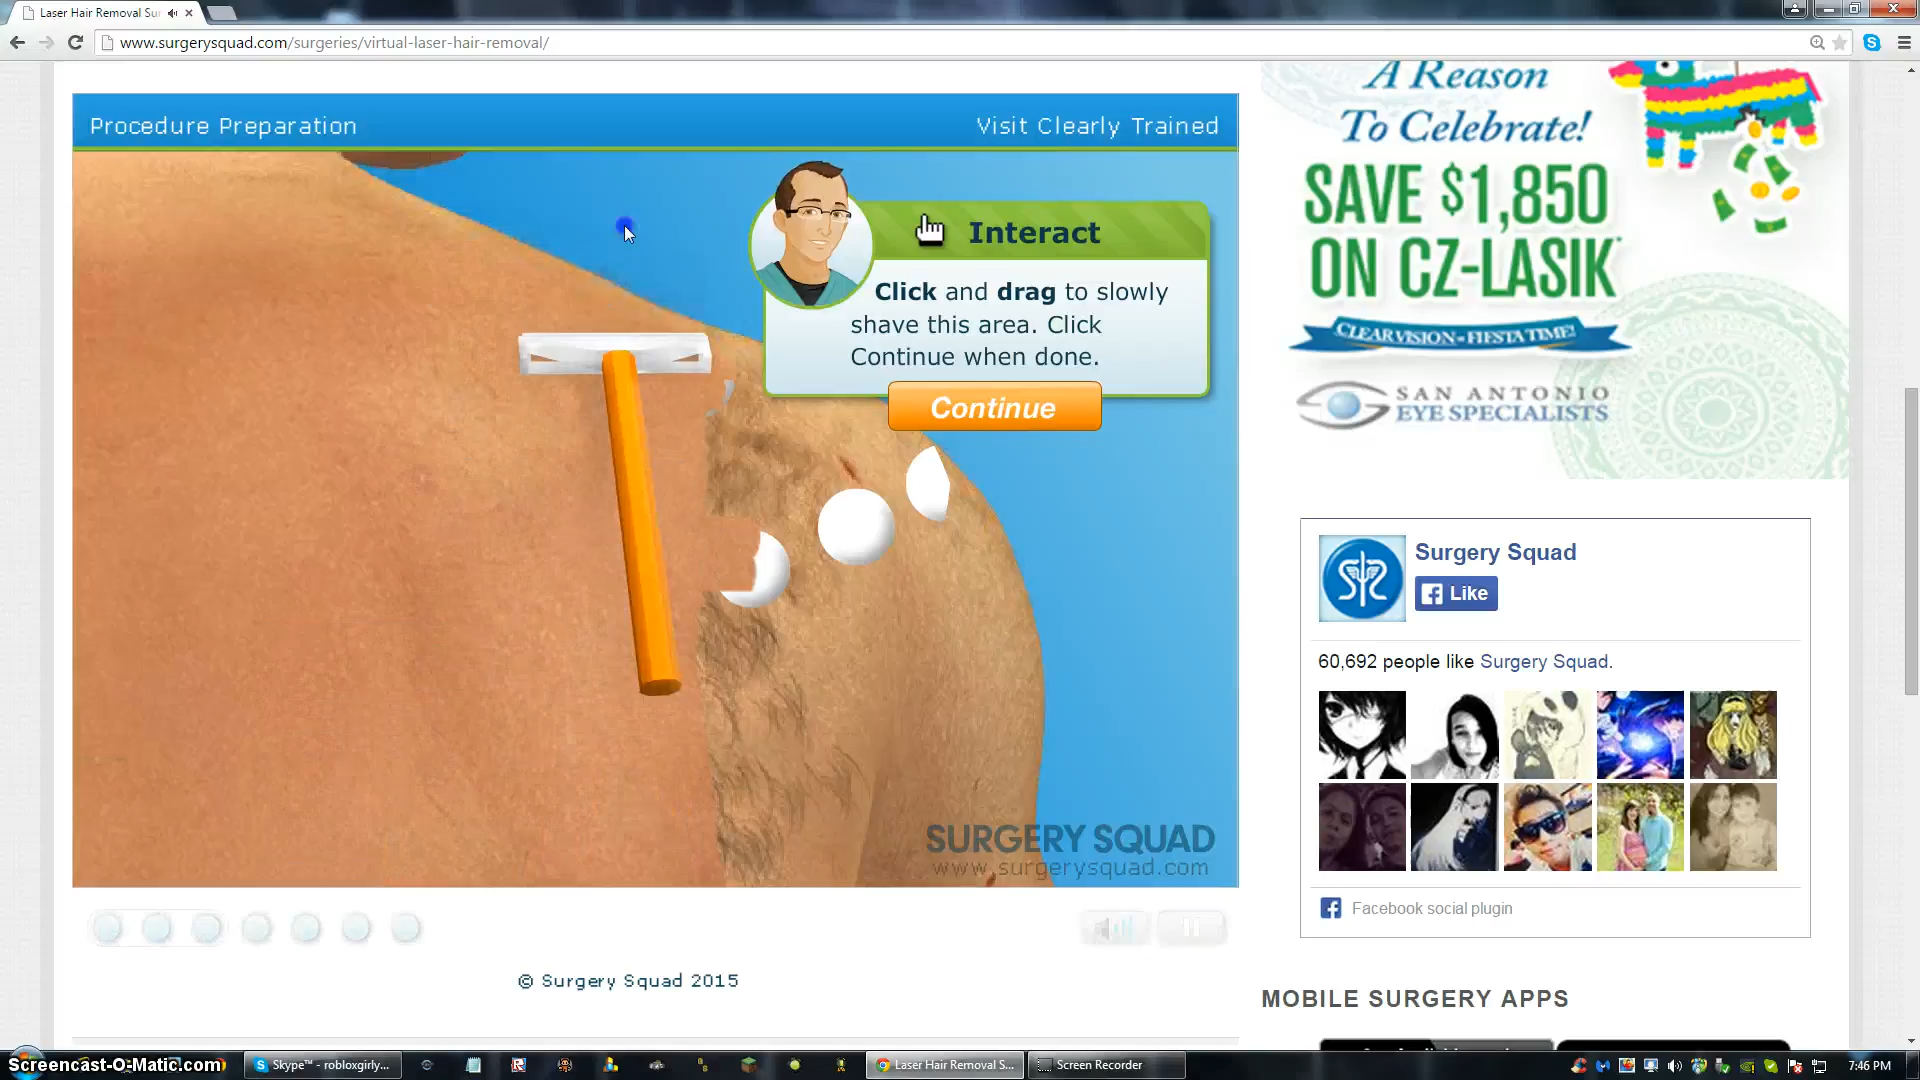 Laser Hair Removal Sur
www.surgerysquad.com/surgeries/virtual-laser-hair-removal/
Procedure Preparation
Visit Clearly Trained
Interact
Click and drag to slowly
shave this area. Click
Continue when done.
Continue
SURGERY SQUAD
www.surgerysquad.com
© Surgery Squad 2015
A Reason
To Celebrate!
SAVE $1,850
ON CZ-LASIK
CLEARVISION-FIESTA TIME!
SAN ANTONIO
EYE SPECIALISTS
Surgery Squad
Like
60,692 people like Surgery Squad.
Facebook social plugin
MOBILE SURGERY APPS
Screencast-O-Matic.com
Skype™ - robloxgirly...
Laser Hair Removal S...
Screen Recorder
7:46 PM